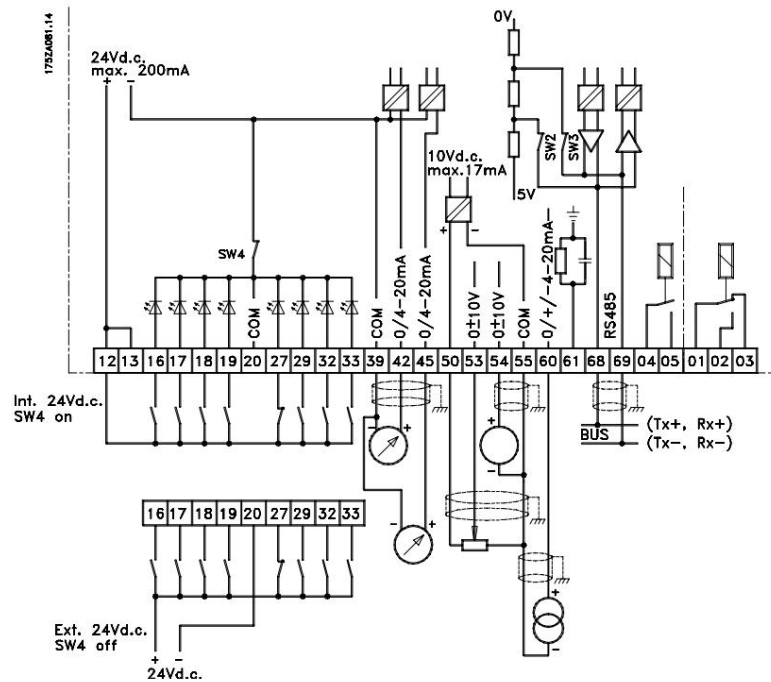 175ZA081.14
24Vd.c.
max. 200mA
+ −
0V
SW2
SW3
5V
10Vd.c.
max.17mA
+ −
SW4
COM
COM
0/4-20mA
0/4-20mA
0±10V
0±10V
COM
0/+/-4-20mA-
RS485
12 13 16 17 18 19 20 27 29 32 33 39 42 45 50 53 54 55 60 61 68 69 04 05 01 02 03
Int. 24Vd.c.
SW4 on
− +
+
−
(Tx+, Rx+)
BUS
(Tx-, Rx-)
16 17 18 19 20 27 29 32 33
− +
+
−
Ext. 24Vd.c.
SW4 off
+ −
24Vd.c.